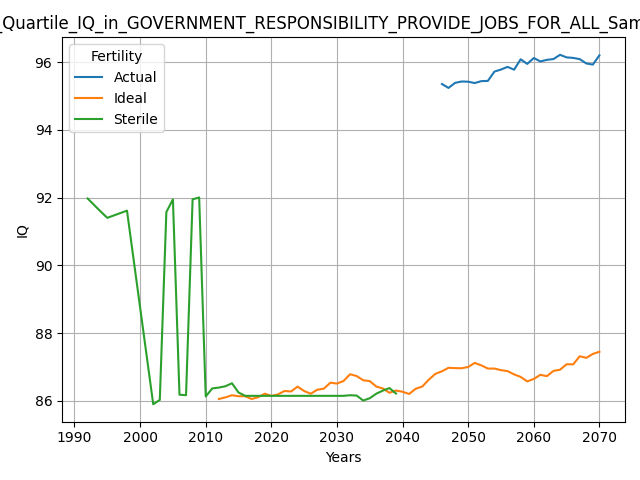 _Quartile_IQ_in_GOVERNMENT_RESPONSIBILITY_PROVIDE_JOBS_FOR_ALL_Sam
Fertility
Actual
Ideal
Sterile
96
94
92
90
88
86
IQ
1990 2000 2010 2020 2030 2040 2050 2060 2070
Years